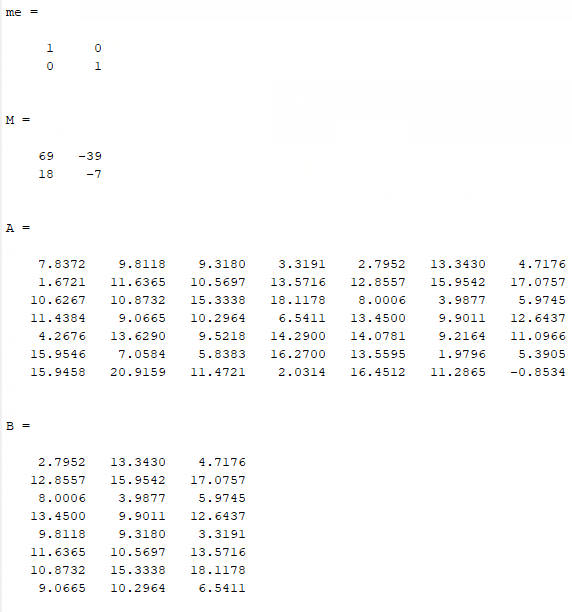 me =
1 0
0 1
M =
69 -39
18 -7
A =
7.8372 9.8118 9.3180 3.3191 2.7952 13.3430 4.7176
1.6721 11.6365 10.5697 13.5716 12.8557 15.9542 17.0757
10.6267 10.8732 15.3338 18.1178 8.0006 3.9877 5.9745
11.4384 9.0665 10.2964 6.5411 13.4500 9.9011 12.6437
4.2676 13.6290 9.5218 14.2900 14.0781 9.2164 11.0966
15.9546 7.0584 5.8383 16.2700 13.5595 1.9796 5.3905
15.9458 20.9159 11.4721 2.0314 16.4512 11.2865 -0.8534
B =
2.7952 13.3430 4.7176
12.8557 15.9542 17.0757
8.0006 3.9877 5.9745
13.4500 9.9011 12.6437
9.8118 9.3180 3.3191
11.6365 10.5697 13.5716
10.8732 15.3338 18.1178
9.0665 10.2964 6.5411